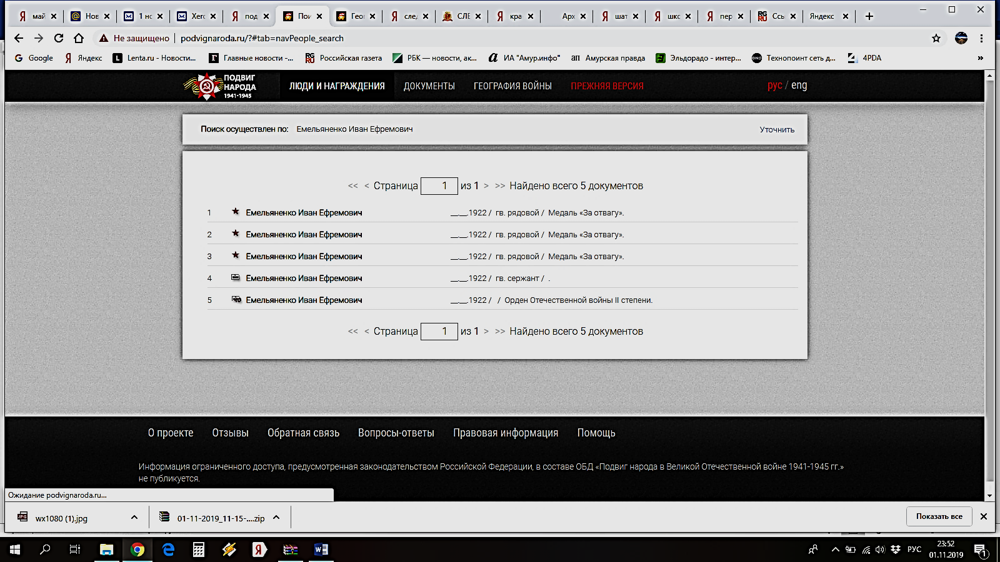 май
Нов
1 нс
Xerc
под
Пои
Геог
след
СЛЕ
кра
Арх
шат
шкс
пер
Ссы
Яндекс
Не защищено | podvignaroda.ru/?#tab=navPeople_search
Google
Яндекс
Lenta.ru - Новости...
Главные новости -...
Российская газета
РБК — новости, ак...
ИА "Амур.инфо"
Амурская правда
Эльдорадо - интер...
Технопоинт сеть д...
4PDA
»
ПОДВИГ
НАРОДА
1941-1945
ЛЮДИ И НАГРАЖДЕНИЯ
ДОКУМЕНТЫ
ГЕОГРАФИЯ ВОЙНЫ
ПРЕЖНЯЯ ВЕРСИЯ
рус / eng
Поиск осуществлен по: Емельяненко Иван Ефремович
Уточнить
<< < Страница 1 из 1 > >> Найдено всего 5 документов
1 Емельяненко Иван Ефремович __.__.1922 / гв. рядовой / Медаль «За отвагу».
2 Емельяненко Иван Ефремович __.__.1922 / гв. рядовой / Медаль «За отвагу».
3 Емельяненко Иван Ефремович __.__.1922 / гв. рядовой / Медаль «За отвагу».
4 Емельяненко Иван Ефремович __.__.1922 / гв. сержант / .
5 Емельяненко Иван Ефремович __.__.1922 / / Орден Отечественной войны II степени.
<< < Страница 1 из 1 > >> Найдено всего 5 документов
О проекте
Отзывы
Обратная связь
Вопросы-ответы
Правовая информация
Помощь
Информация ограниченного доступа, предусмотренная законодательством Российской Федерации, в составе ОБД «Подвиг народа в Великой Отечественной войне 1941-1945 гг.»
не публикуется.
Ожидание podvignaroda.ru...
wx1080 (1).jpg
01-11-2019_11-15-....zip
Показать все
РУС
23:52
01.11.2019
1